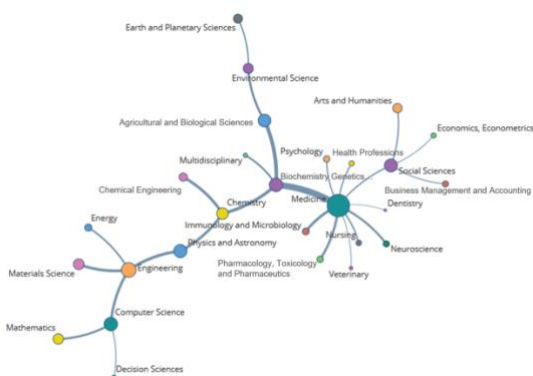 Earth and Planetary Sciences
Environmental Science
Arts and Humanities
Agricultural and Biological Sciences
Economics, Econometrics
Psychology
Health Professions
Multidisciplinary
Social Sciences
Biochemistry Genetics...
Chemical Engineering
Business Management and Accounting
Medicine
Chemistry
Dentistry
Energy
Immunology and Microbiology
Nursing
Physics and Astronomy
Neuroscience
Pharmacology, Toxicology
and Pharmaceutics
Materials Science
Engineering
Veterinary
Computer Science
Mathematics
Decision Sciences